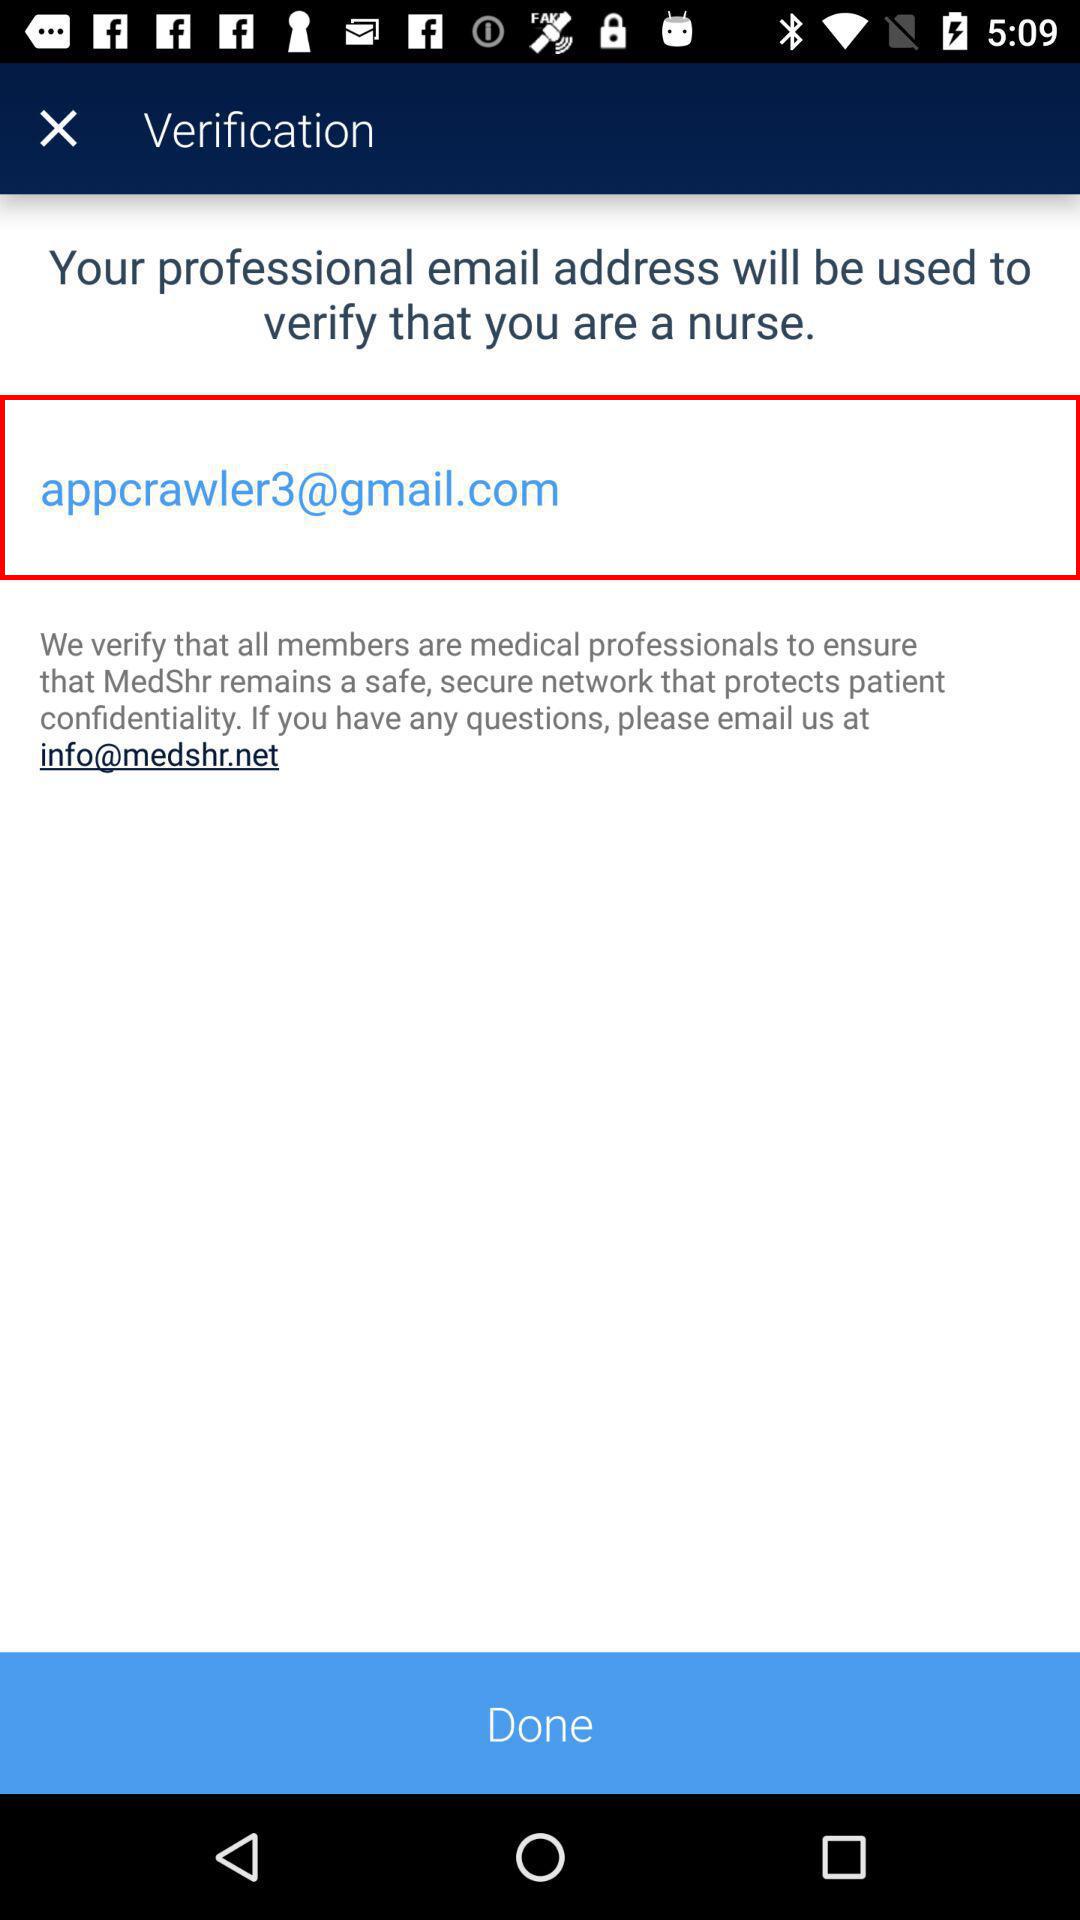 FAKE
5:09
Verification
Your professional email address will be used to
verify that you are a nurse.
appcrawler3@gmail.com
We verify that all members are medical professionals to ensure
that MedShr remains a safe, secure network that protects patient
confidentiality. If you have any questions, please email us at
info@medshr.net
Done